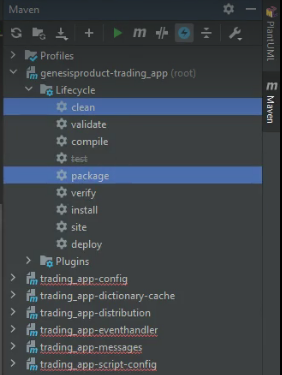 Maven
Profiles
genesisproduct-trading_app (root)
Lifecycle
clean
validate
compile
test
package
verify
install
site
deploy
Plugins
trading_app-config
trading_app-dictionary-cache
trading_app-distribution
trading_app-eventhandler
trading_app-messages
trading_app-script-config
PlantUML
m
Maven